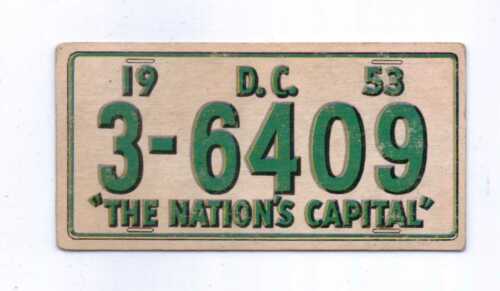 19 D.C. 53
3-6409
"THE NATION'S CAPITAL"